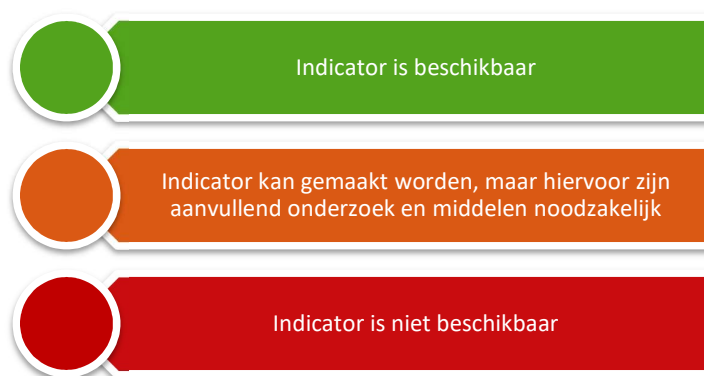 Indicator is beschikbaar
Indicator kan gemaakt worden, maar hiervoor zijn
aanvullend onderzoek en middelen noodzakelijk
Indicator is niet beschikbaar